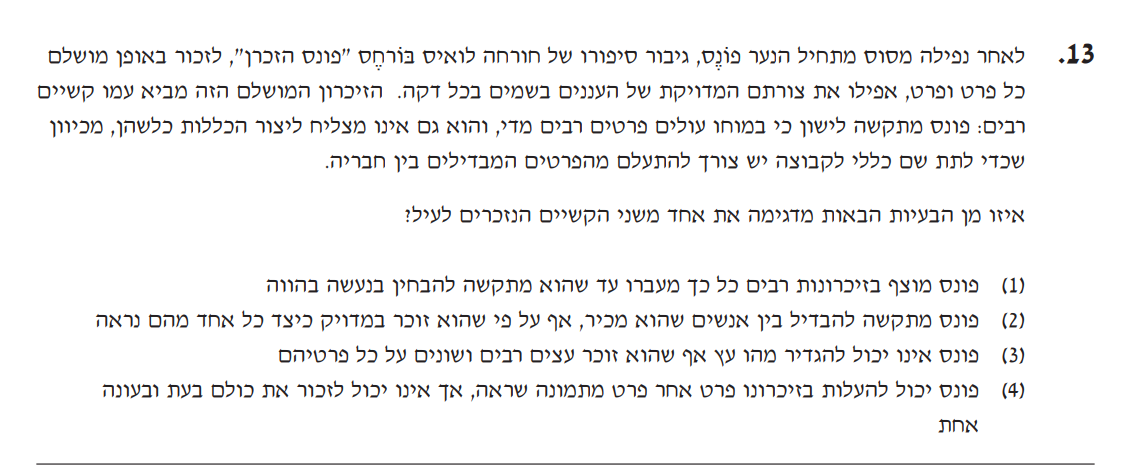 13. לאחר נפילה מסוס מתחיל הנער פוֹנֶס, גיבור סיפורו של חורחה לואיס בּוֹרחֶס "פונס הזכרן", לזכור באופן מושלם
כל פרט ופרט, אפילו את צורתם המדויקת של העננים בשמים בכל דקה. הזיכרון המושלם הזה מביא עמו קשיים
רבים: פונס מתקשה לישון כי במוחו עולים פרטים רבים מדי, והוא גם אינו מצליח ליצור הכללות כלשהן, מכיוון
שכדי לתת שם כללי לקבוצה יש צורך להתעלם מהפרטים המבדילים בין חבריה.
איזו מן הבעיות הבאות מדגימה את אחד משני הקשיים הנזכרים לעיל?
(1) פונס מוצף בזיכרונות רבים כל כך מעברו עד שהוא מתקשה להבחין בנעשה בהווה
(2) פונס מתקשה להבדיל בין אנשים שהוא מכיר, אף על פי שהוא זוכר במדויק כיצד כל אחד מהם נראה
(3) פונס אינו יכול להגדיר מהו עץ אף שהוא זוכר עצים רבים ושונים על כל פרטיהם
(4) פונס יכול להעלות בזיכרונו פרט אחר פרט מתמונה שראה, אך אינו יכול לזכור את כולם בעת ובעונה
אחת